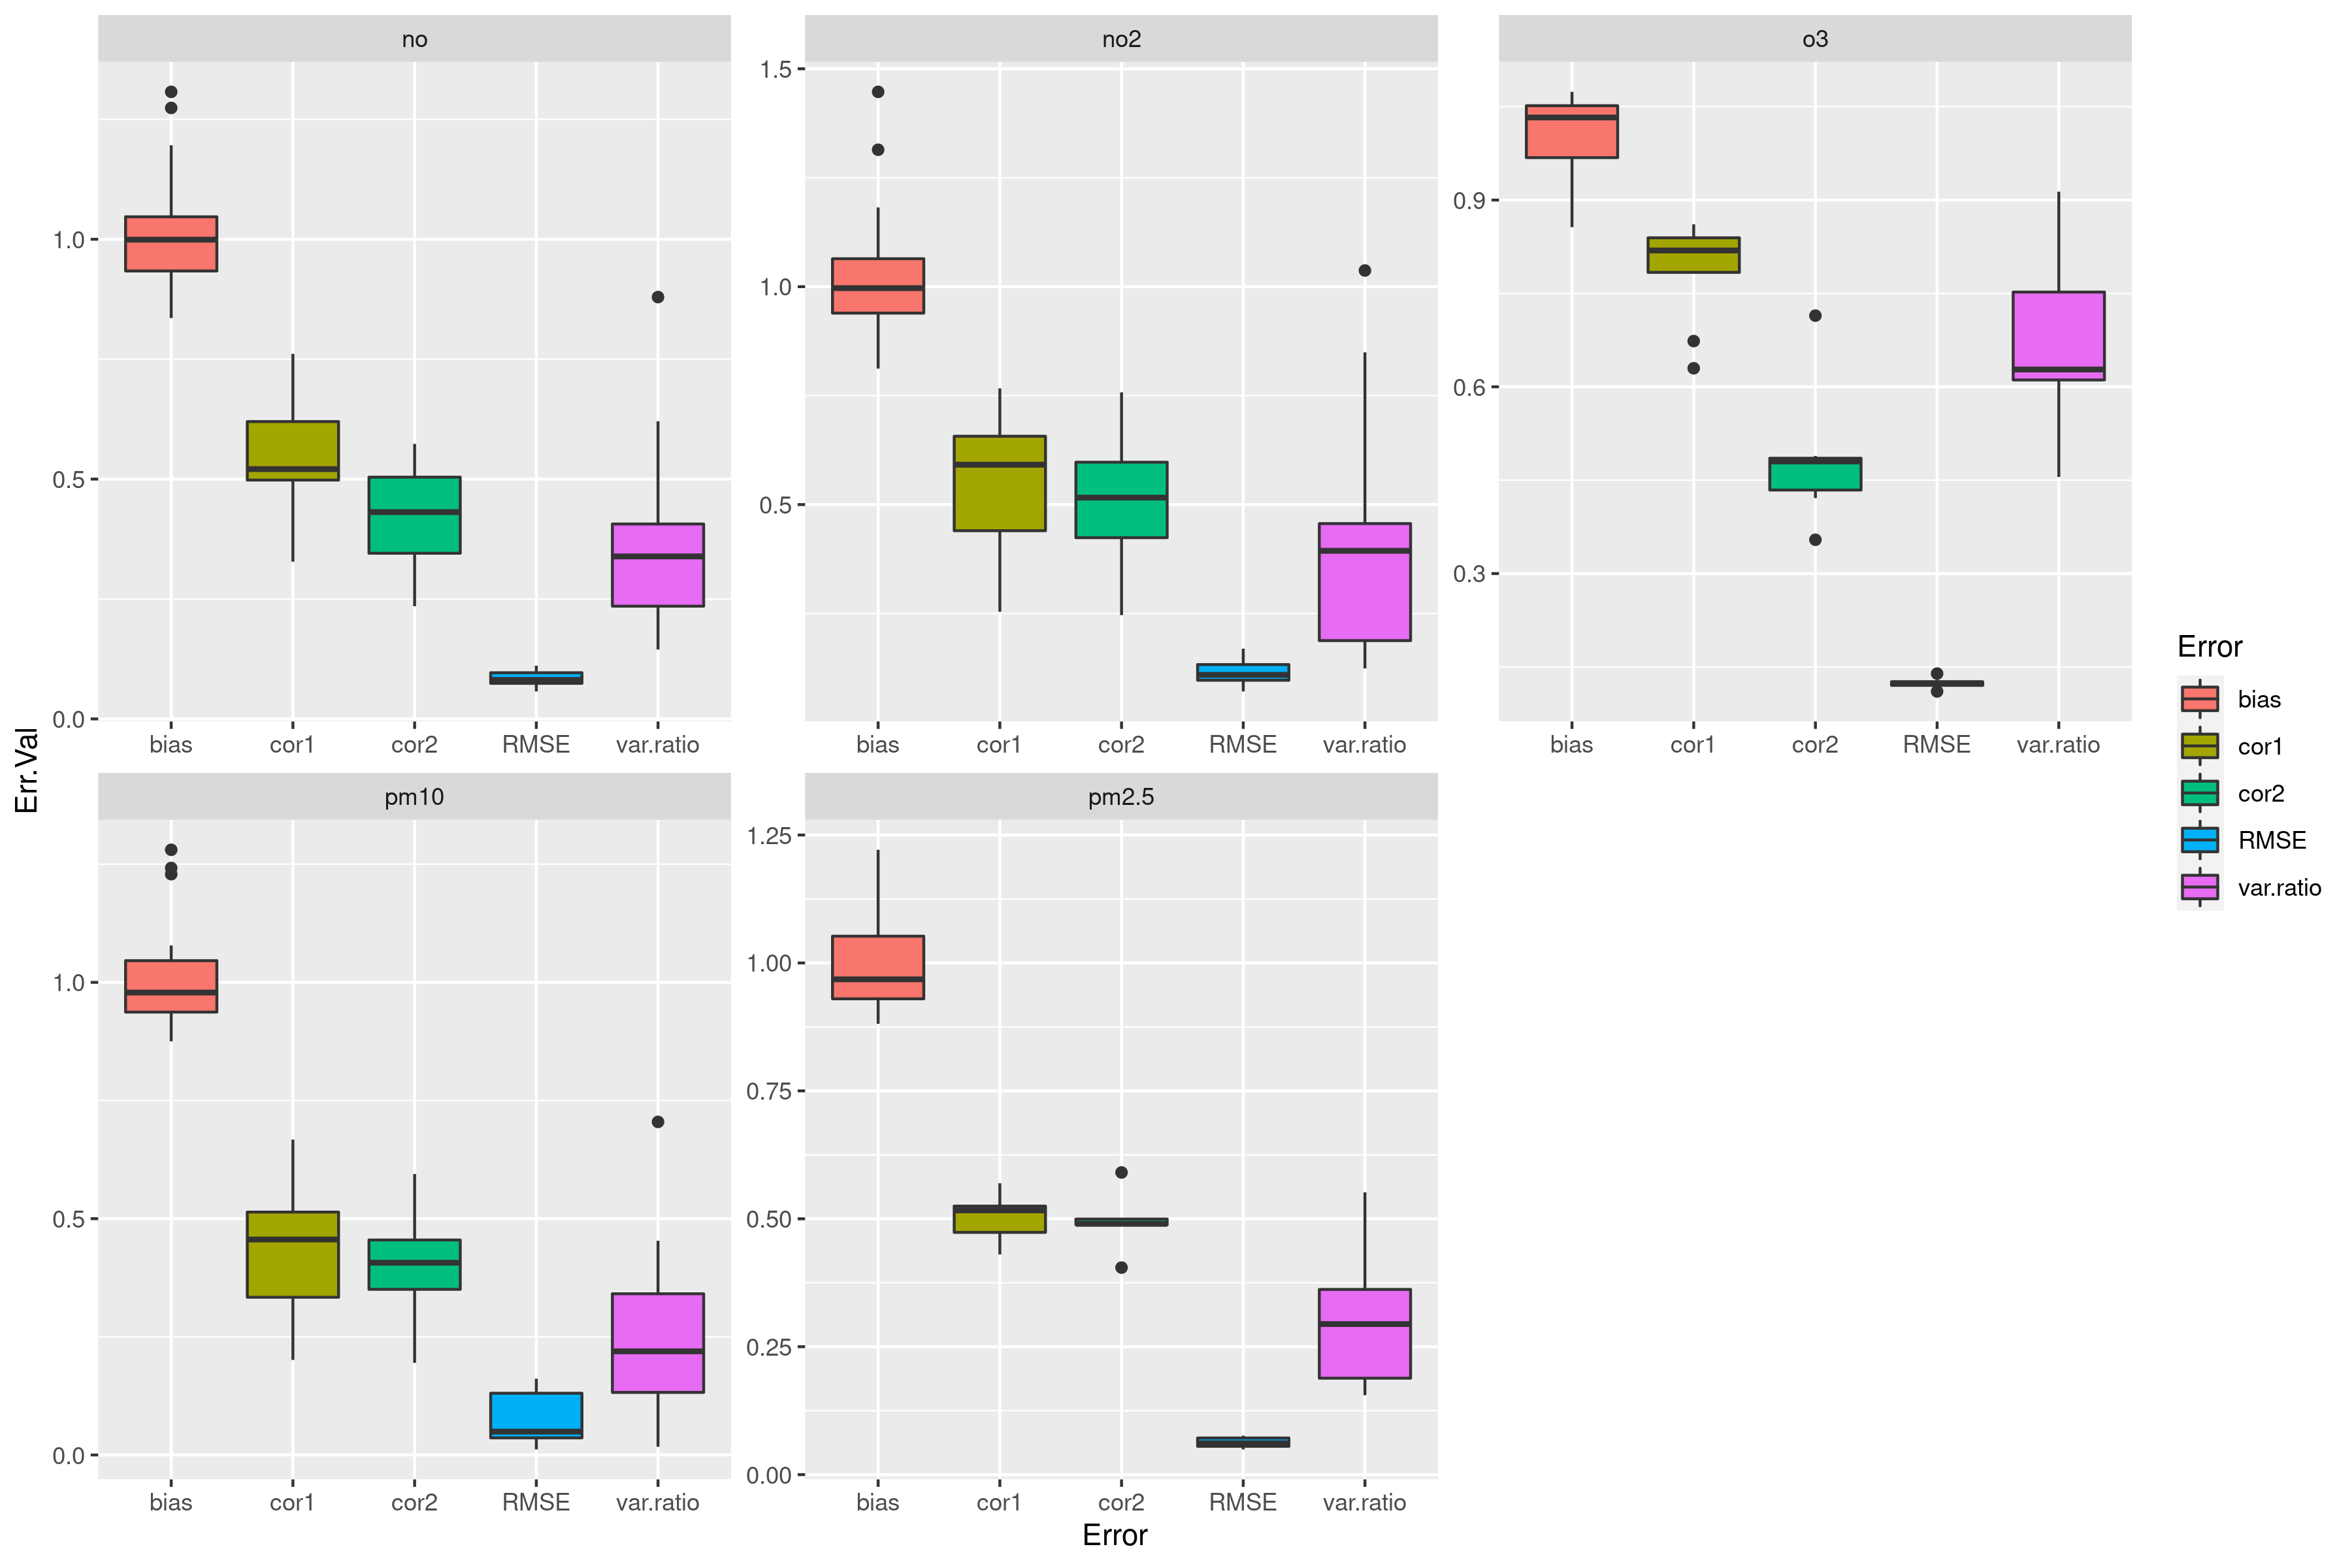 no
no2
o3
1.0
0.5
0.0
1.5
1.0
0.5
0.9
0.6
0.3
bias cor1 cor2 RMSE var.ratio
bias cor1 cor2 RMSE var.ratio
bias cor1 cor2 RMSE var.ratio
pm10
pm2.5
1.0
0.5
0.0
1.25
1.00
0.75
0.50
0.25
0.00
bias cor1 cor2 RMSE var.ratio
bias cor1 cor2 RMSE var.ratio
Err.Val
Error
Error
bias
cor1
cor2
RMSE
var.ratio